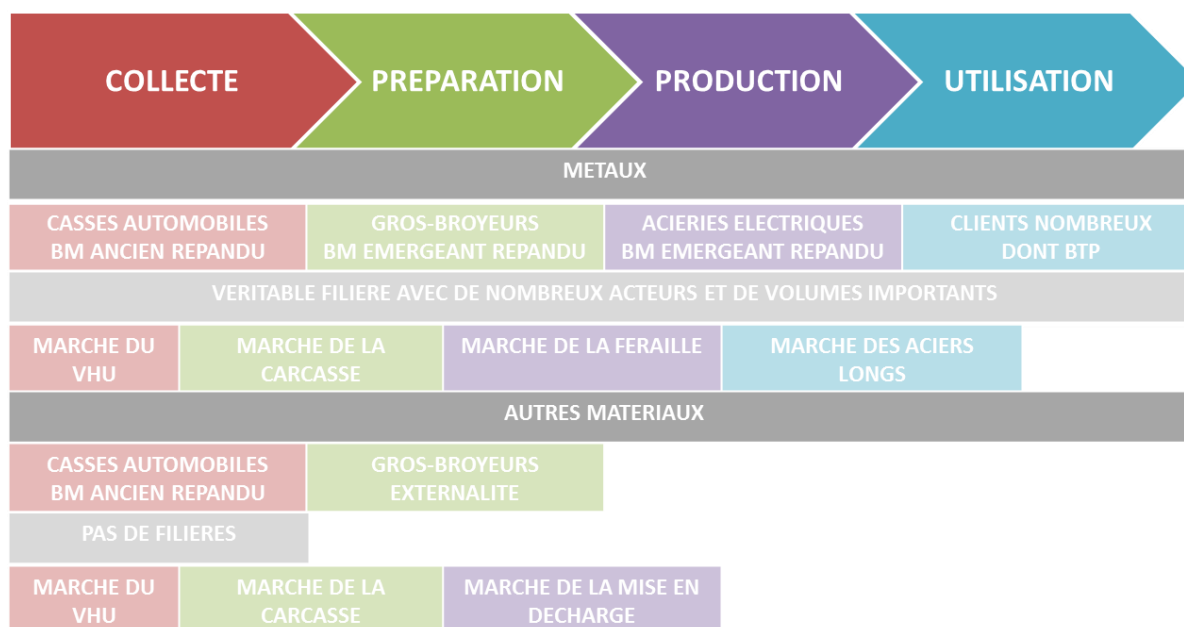 COLLECTE
PREPARATION
PRODUCTION
UTILISATION
METAUX
CASSES AUTOMOBILES
BM ANCIEN REPANDU
GROS-BROYEURS
BM EMERGEANT REPANDU
ACIERIES ELECTRIQUES
BM EMERGEANT REPANDU
CLIENTS NOMBREUX
DONT BTP
VERITABLE FILIERE AVEC DE NOMBREUX ACTEURS ET DE VOLUMES IMPORTANTS
MARCHE DU
VHU
MARCHE DE LA
CARCASSE
MARCHE DE LA FERAILLE
MARCHE DES ACIERS
LONGS
AUTRES MATERIAUX
CASSES AUTOMOBILES
BM ANCIEN REPANDU
GROS-BROYEURS
EXTERNALITE
PAS DE FILIERES
MARCHE DU
VHU
MARCHE DE LA
CARCASSE
MARCHE DE LA MISE EN
DECHARGE